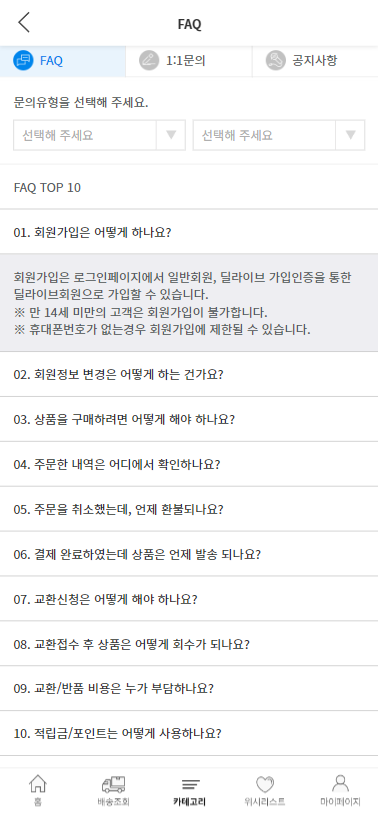 FAQ
FAQ
1:1문의
공지사항
문의유형을 선택해 주세요.
선택해 주세요
선택해 주세요
FAQ TOP 10
01. 회원가입은 어떻게 하나요?
회원가입은 로그인페이지에서 일반회원, 딜라이브 가입인증을 통한
딜라이브회원으로 가입할 수 있습니다.
※ 만 14세 미만의 고객은 회원가입이 불가합니다.
※ 휴대폰번호가 없는경우 회원가입에 제한될 수 있습니다.
02. 회원정보 변경은 어떻게 하는 건가요?
03. 상품을 구매하려면 어떻게 해야 하나요?
04. 주문한 내역은 어디에서 확인하나요?
05. 주문을 취소했는데, 언제 환불되나요?
06. 결제 완료하였는데 상품은 언제 발송 되나요?
07. 교환신청은 어떻게 해야 하나요?
08. 교환접수 후 상품은 어떻게 회수가 되나요?
09. 교환/반품 비용은 누가 부담하나요?
10. 적립금/포인트는 어떻게 사용하나요?
홈
배송조회
카테고리
위시리스트
마이페이지